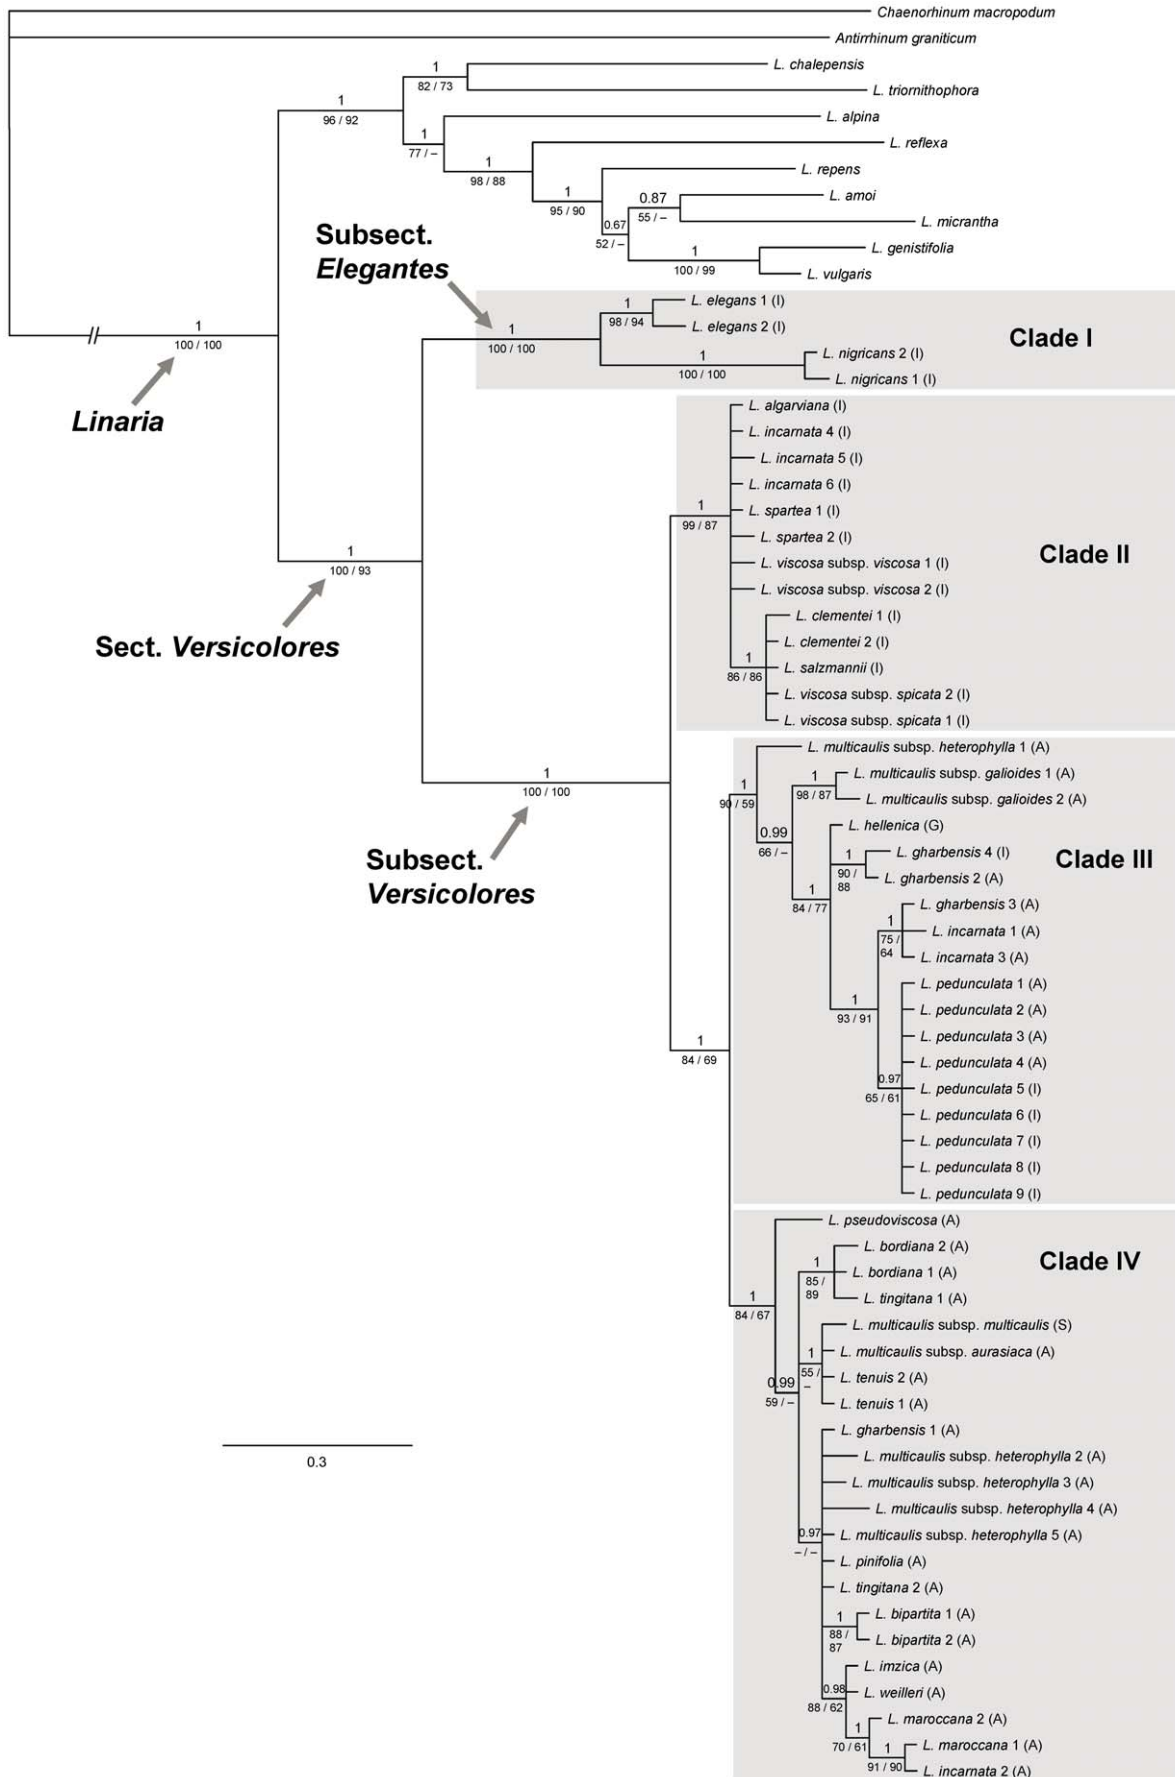 Chaenorhinum macropodum
Antirrhinum graniticum
L. chalepensis
1
82 / 73
L. triornithophora
1
96 / 92
L. alpina
1
77 / –
L. reflexa
1
98 / 88
L. repens
1
95 / 90
L. amoi
0.87
55 / –
L. micrantha
0.67
52 / –
L. genistifolia
1
100 / 99
L. vulgaris
Subsect.
Elegantes
L. elegans 1 (I)
1
98 / 94
L. elegans 2 (I)
1
100 / 100
Clade I
1
100 / 100
Linaria
L. nigricans 2 (I)
1
100 / 100
L. nigricans 1 (I)
L. algarviana (I)
L. incarnata 4 (I)
L. incarnata 5 (I)
L. incarnata 6 (I)
L. spartea 1 (I)
1
99 / 87
L. spartea 2 (I)
Clade II
L. viscosa subsp. viscosa 1 (I)
1
100 / 93
L. viscosa subsp. viscosa 2 (I)
L. clementei 1 (I)
L. clementei 2 (I)
Sect. Versicolores
1
86 / 86
L. salzmannii (I)
L. viscosa subsp. spicata 2 (I)
L. viscosa subsp. spicata 1 (I)
L. multicaulis subsp. heterophylla 1 (A)
1
100 / 100
1
90 / 59
1
98 / 87
L. multicaulis subsp. galioides 1 (A)
L. multicaulis subsp. galioides 2 (A)
0.99
66 / –
L. hellenica (G)
Subsect.
Versicolores
1
90 /
88
L. gharbensis 4 (I)
Clade III
L. gharbensis 2 (A)
1
84 / 77
L. gharbensis 3 (A)
1
75 /
64
L. incarnata 1 (A)
L. incarnata 3 (A)
L. pedunculata 1 (A)
1
93 / 91
L. pedunculata 2 (A)
L. pedunculata 3 (A)
1
84 / 69
L. pedunculata 4 (A)
0.97
65 / 61
L. pedunculata 5 (I)
L. pedunculata 6 (I)
L. pedunculata 7 (I)
L. pedunculata 8 (I)
L. pedunculata 9 (I)
L. pseudoviscosa (A)
L. bordiana 2 (A)
Clade IV
1
85 /
89
L. bordiana 1 (A)
L. tingitana 1 (A)
1
84 / 67
L. multicaulis subsp. multicaulis (S)
1
55 /
–
L. multicaulis subsp. aurasiaca (A)
L. tenuis 2 (A)
0.99
59 / –
L. tenuis 1 (A)
L. gharbensis 1 (A)
0.3
L. multicaulis subsp. heterophylla 2 (A)
L. multicaulis subsp. heterophylla 3 (A)
L. multicaulis subsp. heterophylla 4 (A)
0.97
– / –
L. multicaulis subsp. heterophylla 5 (A)
L. pinifolia (A)
L. tingitana 2 (A)
L. bipartita 1 (A)
1
88 /
87
L. bipartita 2 (A)
L. imzica (A)
0.98
88 / 62
L. weilleri (A)
L. maroccana 2 (A)
1
70 / 61
L. maroccana 1 (A)
1
91 / 90
L. incarnata 2 (A)